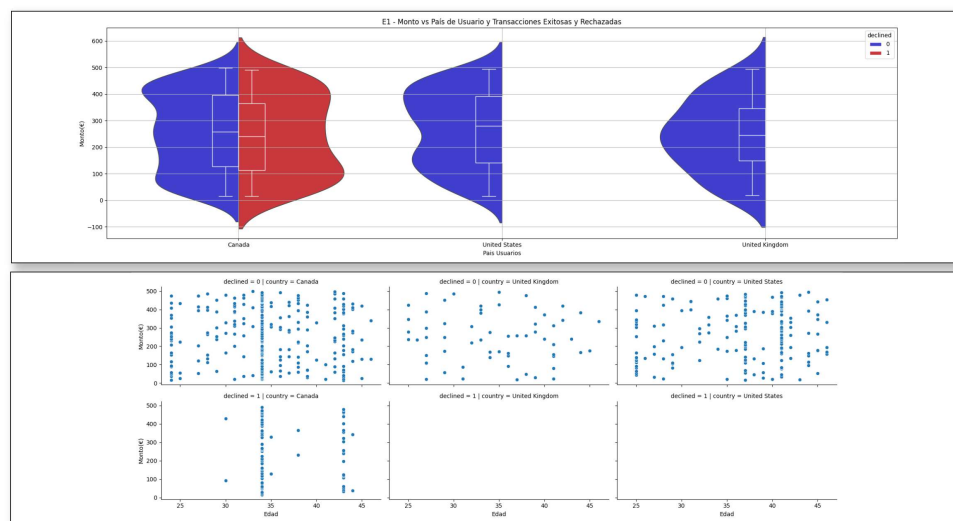 E1 - Monto vs País de Usuario y Transacciones Exitosas y Rechazadas
declined
0
1
Monto(€)
600
500
400
300
200
100
0
−100
Canada
United States
United Kingdom
Pais Usuarios
declined = 0 | country = Canada
declined = 0 | country = United Kingdom
declined = 0 | country = United States
Monto(€)
500
400
300
200
100
0
declined = 1 | country = Canada
declined = 1 | country = United Kingdom
declined = 1 | country = United States
Monto(€)
500
400
300
200
100
0
25 30 35 40 45
25 30 35 40 45
25 30 35 40 45
Edad
Edad
Edad